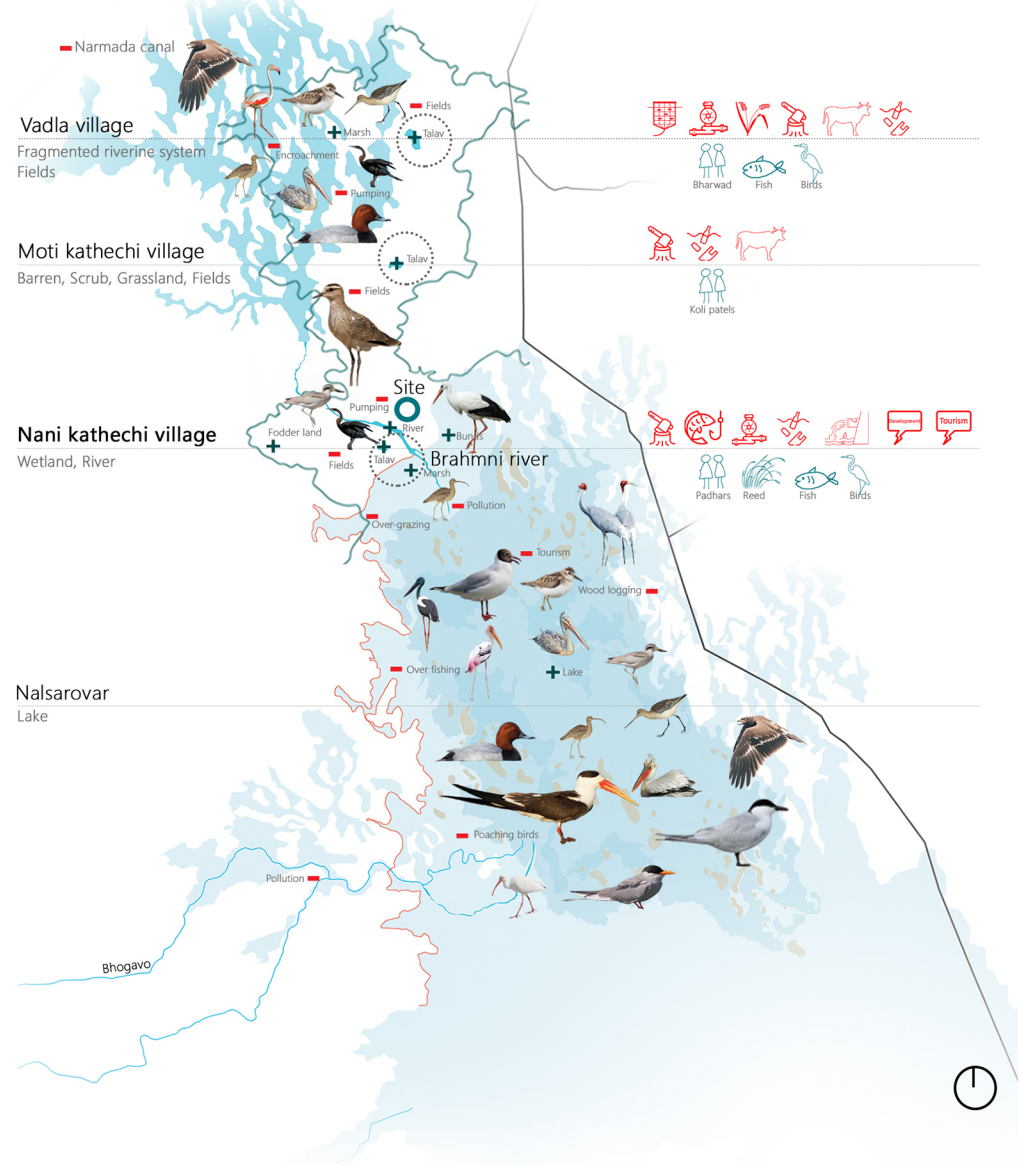 Narmada canal
Fields
Vadla village
Marsh
Talav
Fragmented riverine system
Encroachment
Fields
Pumping
Bharwad
Fish
Birds
Moti kathechi village
Talav
Barren, Scrub, Grassland, Fields
Fields
Koli patels
Site
Pumping
River
Fodder land
Bunds
Nani kathechi village
Development
Tourism
Wetland, River
Fields
Talav
Brahmni river
Marsh
Padhars
Reed
Fish
Birds
Pollution
Over-grazing
Tourism
Wood logging
Over fishing
Lake
Nalsarovar
Lake
Poaching birds
Pollution
Bhogavo